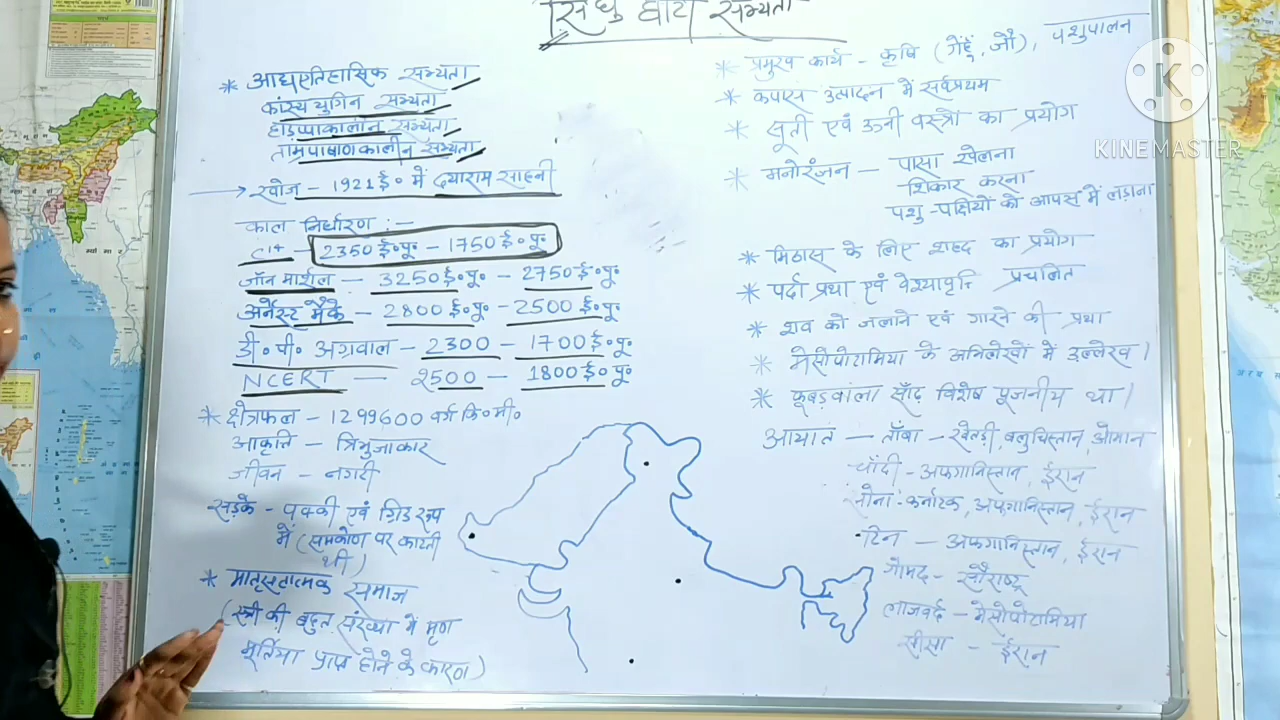 सिंधु घाटी सभ्यता
* आद्यऐतिहासिक सभ्यता
कांस्य युगिन सभ्यता
हड़प्पाकालीन सभ्यता
ताम्रपाषाणकालीन सभ्यता
→ खोज - 1921 ई० में दयाराम साहनी
काल निर्धारण :-
C14 - 2350 ई०पू० - 1750 ई०पू०
जॉन मार्शल - 3250 ई०पू० - 2750 ई०पू०
अर्नेस्ट मैके - 2800 ई०पू० - 2500 ई०पू०
डी० पी० अग्रवाल - 2300 - 1700 ई०पू०
NCERT - 2500 - 1800 ई०पू०
* क्षेत्रफल - 1299600 वर्ग कि० मी०
आकृति - त्रिभुजाकार
जीवन - नगरी
सड़के - पक्की एवं ग्रिड रूप
में (समकोण पर काटती
थी)
* मातृसत्तात्मक समाज
(स्त्री की बहुत संख्या में मृण
मूर्तिया प्राप्त होने के कारण)
* प्रमुख कार्य - कृषि (गेंहूँ, जौ), पशुपालन
* कपास उत्पादन में सर्वप्रथम
* सूती एवं ऊनी वस्त्रो का प्रयोग
* मनोरंजन - पासा खेलना
शिकार करना
पशु-पक्षियों को आपस में लड़ाना
* मिठास के लिए शहद का प्रयोग
* पर्दा प्रथा एवं वेश्यावृत्ति प्रचलित
* शव को जलाने एवं गारने की प्रथा
* मेसोपोटामिया के अभिलेखों में उल्लेख।
* कूबड़वाला साँढ विशेष पूजनीय था।
आयात - ताँबा - खेतड़ी, बलुचिस्तान, ओमान
चाँदी - अफगानिस्तान, ईरान
सोना : कर्नाटक, अफगानिस्तान, ईरान
टिन - अफगानिस्तान, ईरान
गोमद - सौराष्ट्र
लाजवर्द - मेसोपोटामिया
सीसा - ईरान
KINEMASTER